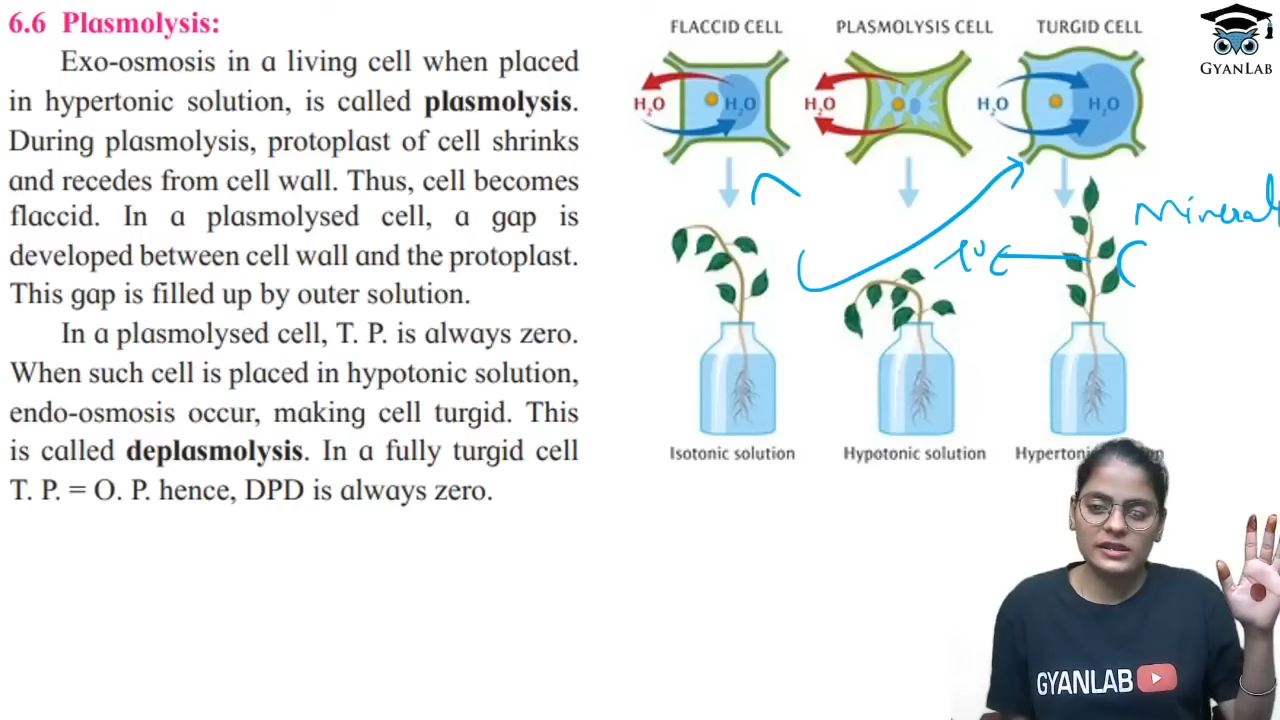 6.6 Plasmolysis:
Exo-osmosis in a living cell when placed
in hypertonic solution, is called plasmolysis.
During plasmolysis, protoplast of cell shrinks
and recedes from cell wall. Thus, cell becomes
flaccid. In a plasmolysed cell, a gap is
developed between cell wall and the protoplast.
This gap is filled up by outer solution.
In a plasmolysed cell, T. P. is always zero.
When such cell is placed in hypotonic solution,
endo-osmosis occur, making cell turgid. This
is called deplasmolysis. In a fully turgid cell
T. P. = O. P. hence, DPD is always zero.
FLACCID CELL PLASMOLYSIS CELL TURGID CELL
H₂O H₂O H₂O H₂O H₂O
Minerals
Isotonic solution Hypotonic solution Hypertonic
GYANLAB
GYANLAB